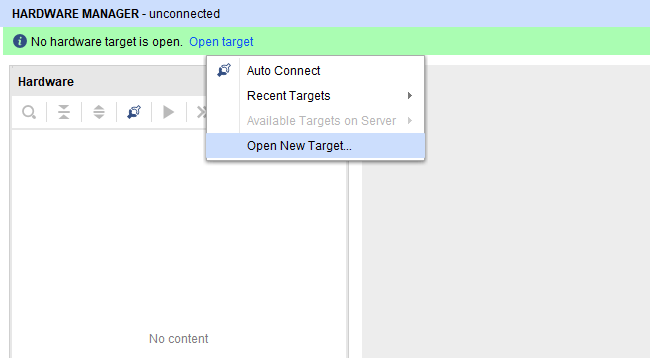 HARDWARE MANAGER - unconnected
No hardware target is open. Open target
Auto Connect
Hardware
Recent Targets
Available Targets on Server
Open New Target...
No content